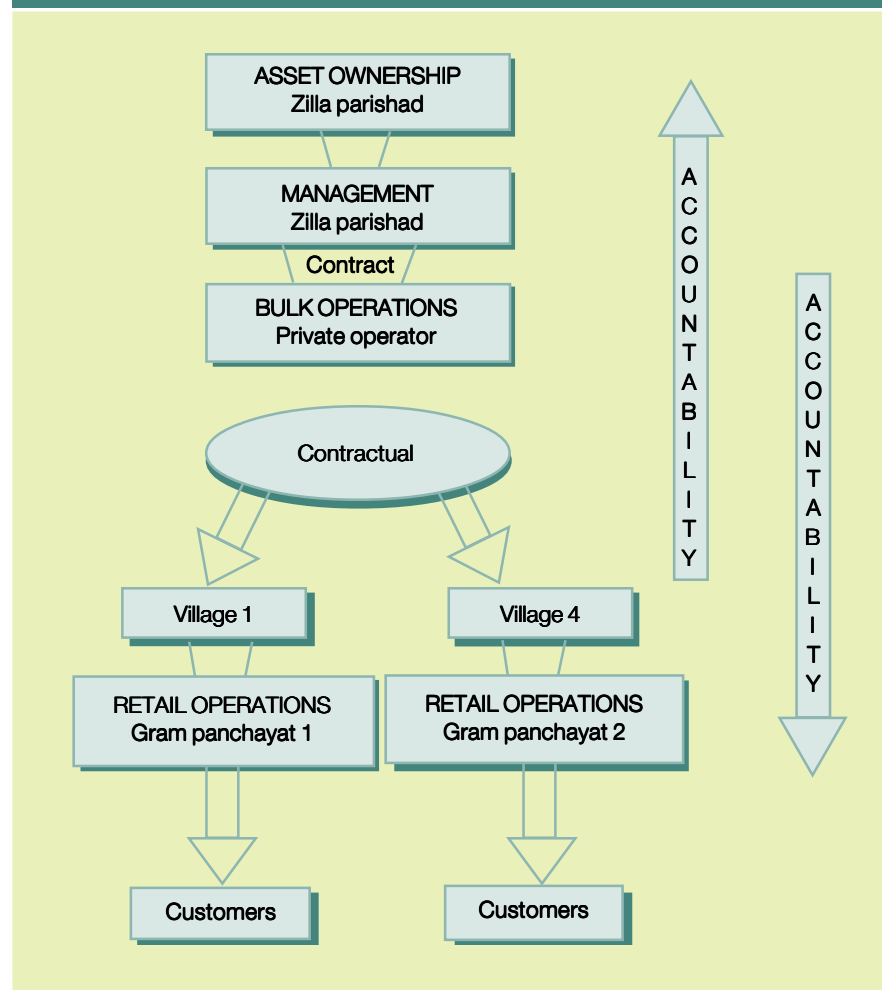 ASSET OWNERSHIP
Zilla parishad
MANAGEMENT
Zilla parishad
Contract
BULK OPERATIONS
Private operator
Contractual
Village 1
Village 4
RETAIL OPERATIONS
Gram panchayat 1
RETAIL OPERATIONS
Gram panchayat 2
Customers
Customers
ACCOUNTABILITY
ACCOUNTABILITY